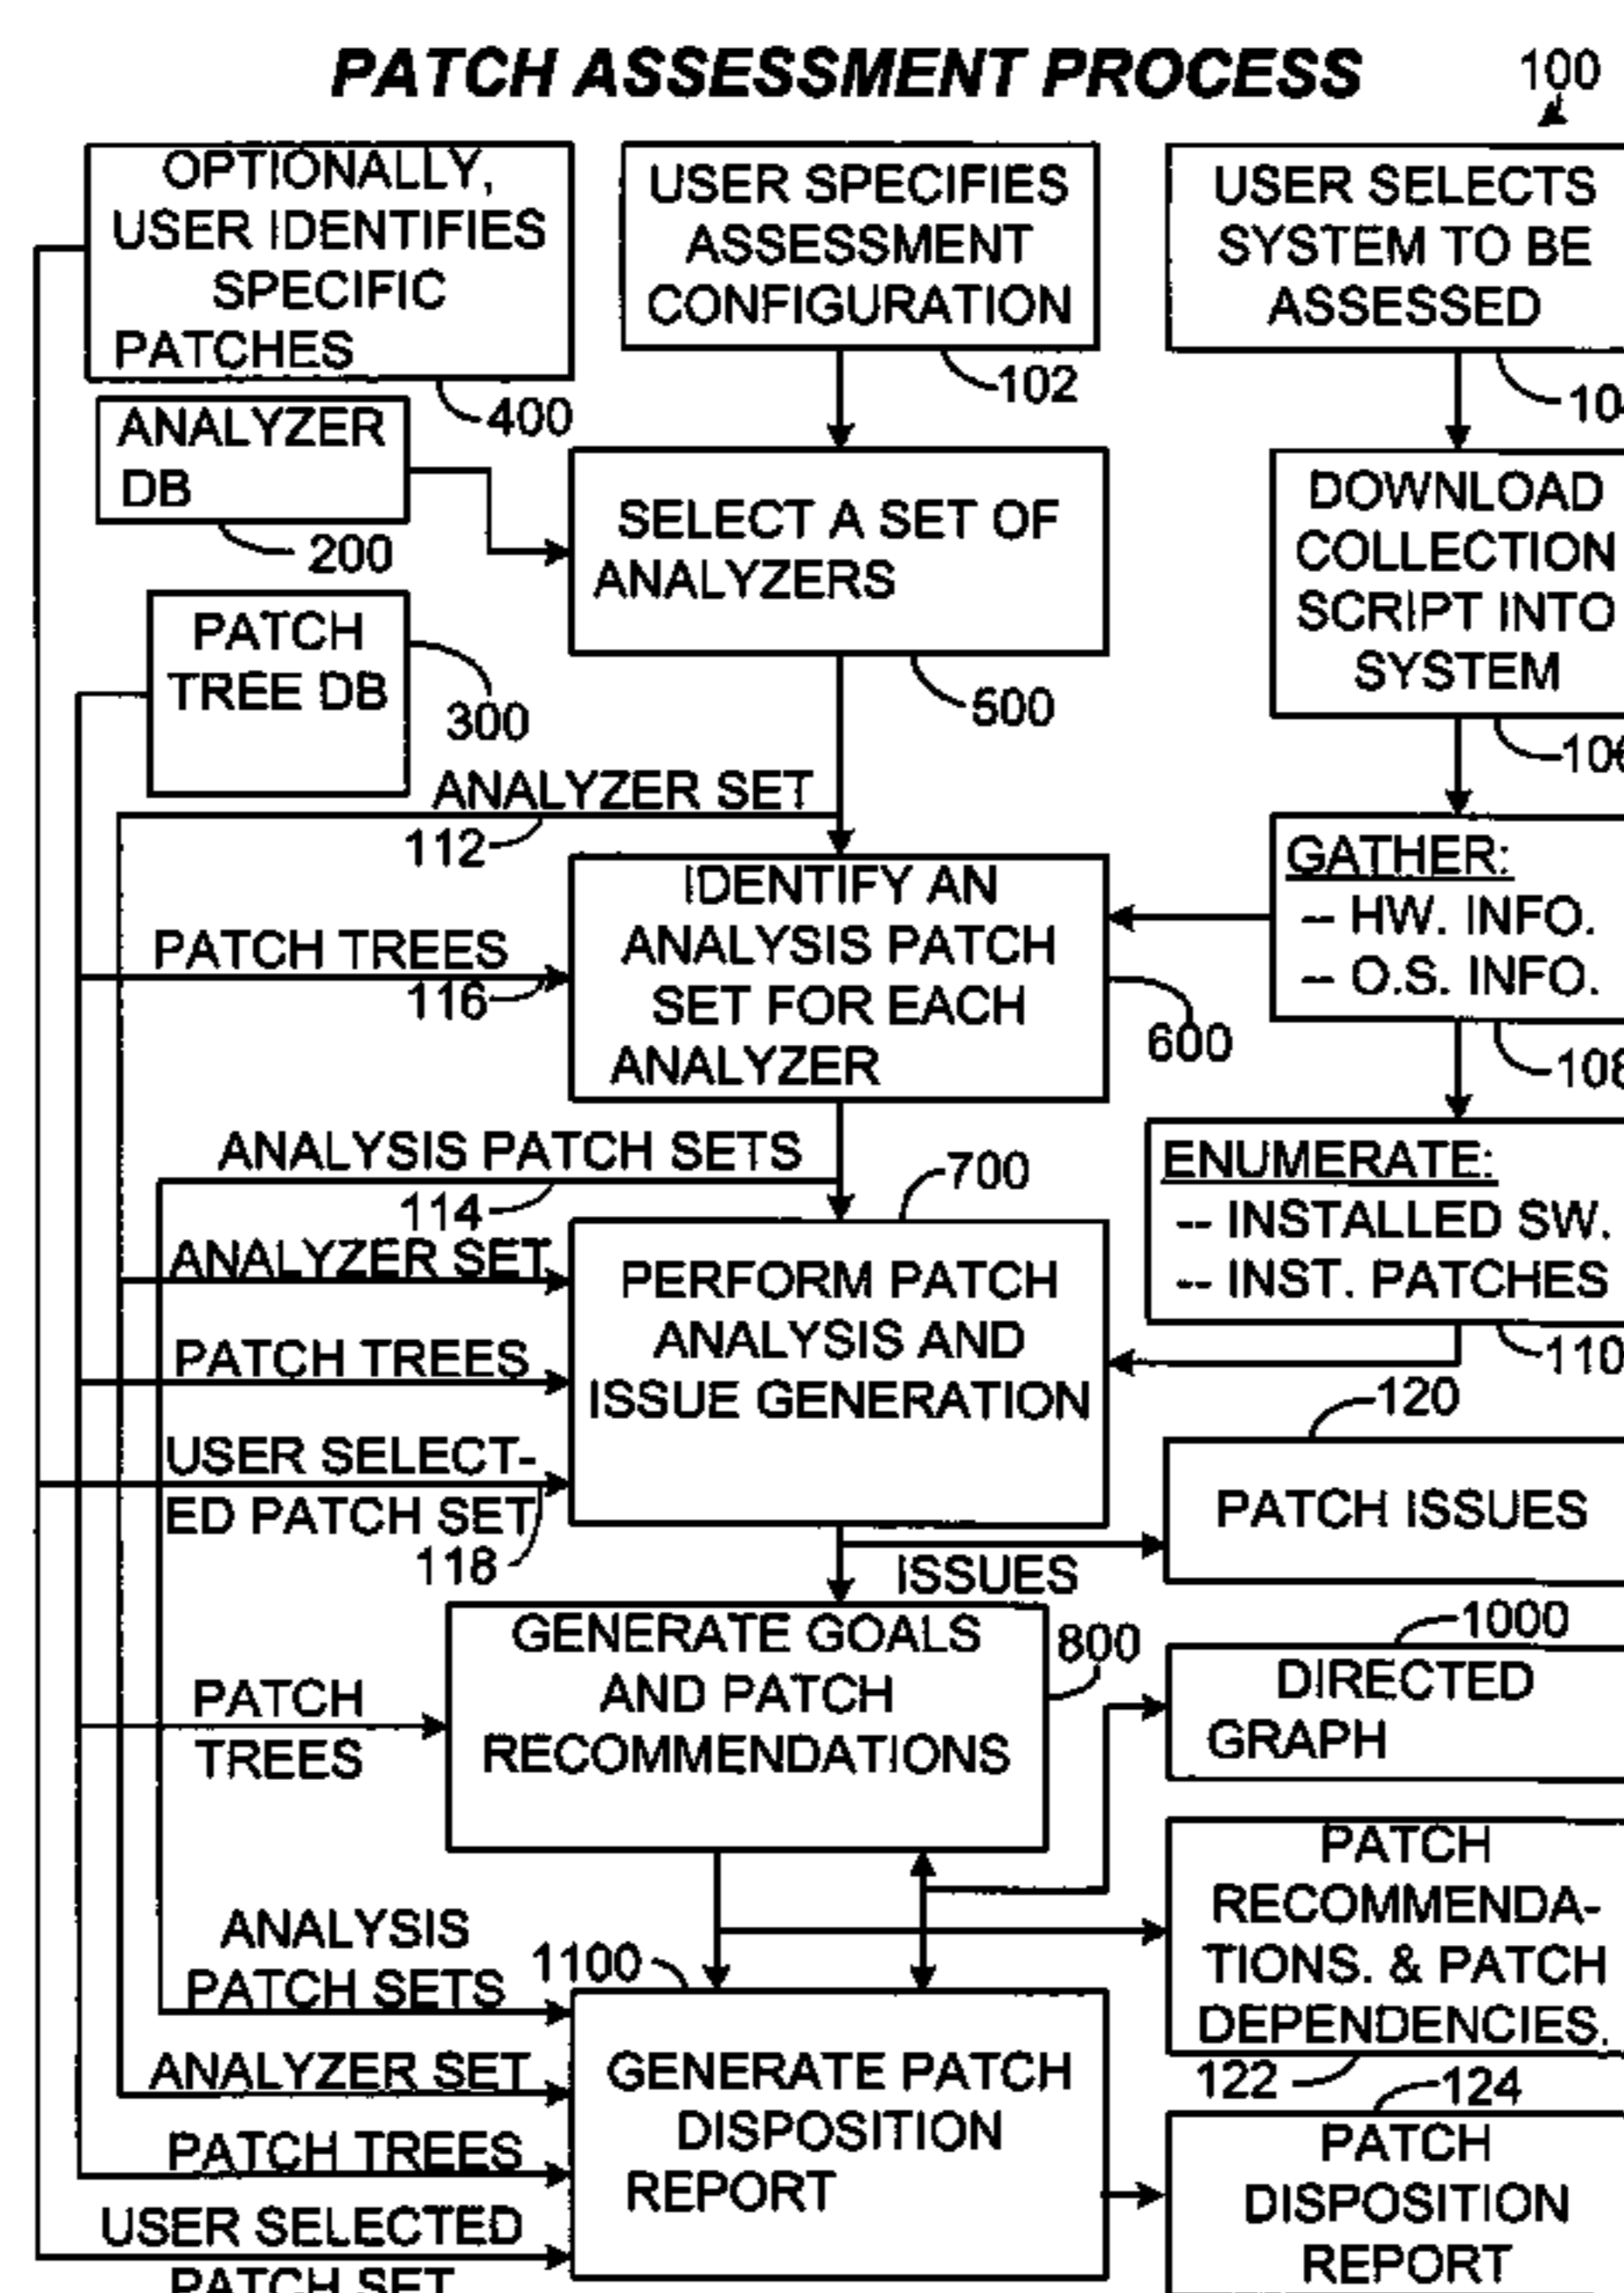 PATCH ASSESSMENT PROCESS
100
OPTIONALLY,
USER IDENTIFIES
SPECIFIC
PATCHES
400
USER SPECIFIES
ASSESSMENT
CONFIGURATION
102
USER SELECTS
SYSTEM TO BE
ASSESSED
ANALYZER
DB
200
SELECT A SET OF
ANALYZERS
500
DOWNLOAD
COLLECTION
SCRIPT INTO
SYSTEM
PATCH
TREE DB
300
ANALYZER SET
112
IDENTIFY AN
ANALYSIS PATCH
SET FOR EACH
ANALYZER
600
GATHER:
-- HW. INFO.
-- O.S. INFO.
108
PATCH TREES
116
ANALYSIS PATCH SETS
114
700
ENUMERATE:
-- INSTALLED SW.
-- INST. PATCHES
110
ANALYZER SET
PATCH TREES
USER SELECT-
ED PATCH SET
118
PERFORM PATCH
ANALYSIS AND
ISSUE GENERATION
120
PATCH ISSUES
ISSUES
GENERATE GOALS
AND PATCH
RECOMMENDATIONS
800
1000
DIRECTED
GRAPH
PATCH
TREES
PATCH
RECOMMENDA-
TIONS. & PATCH
DEPENDENCIES.
122
ANALYSIS
PATCH SETS
1100
ANALYZER SET
PATCH TREES
USER SELECTED
PATCH SET
GENERATE PATCH
DISPOSITION
REPORT
124
PATCH
DISPOSITION
REPORT